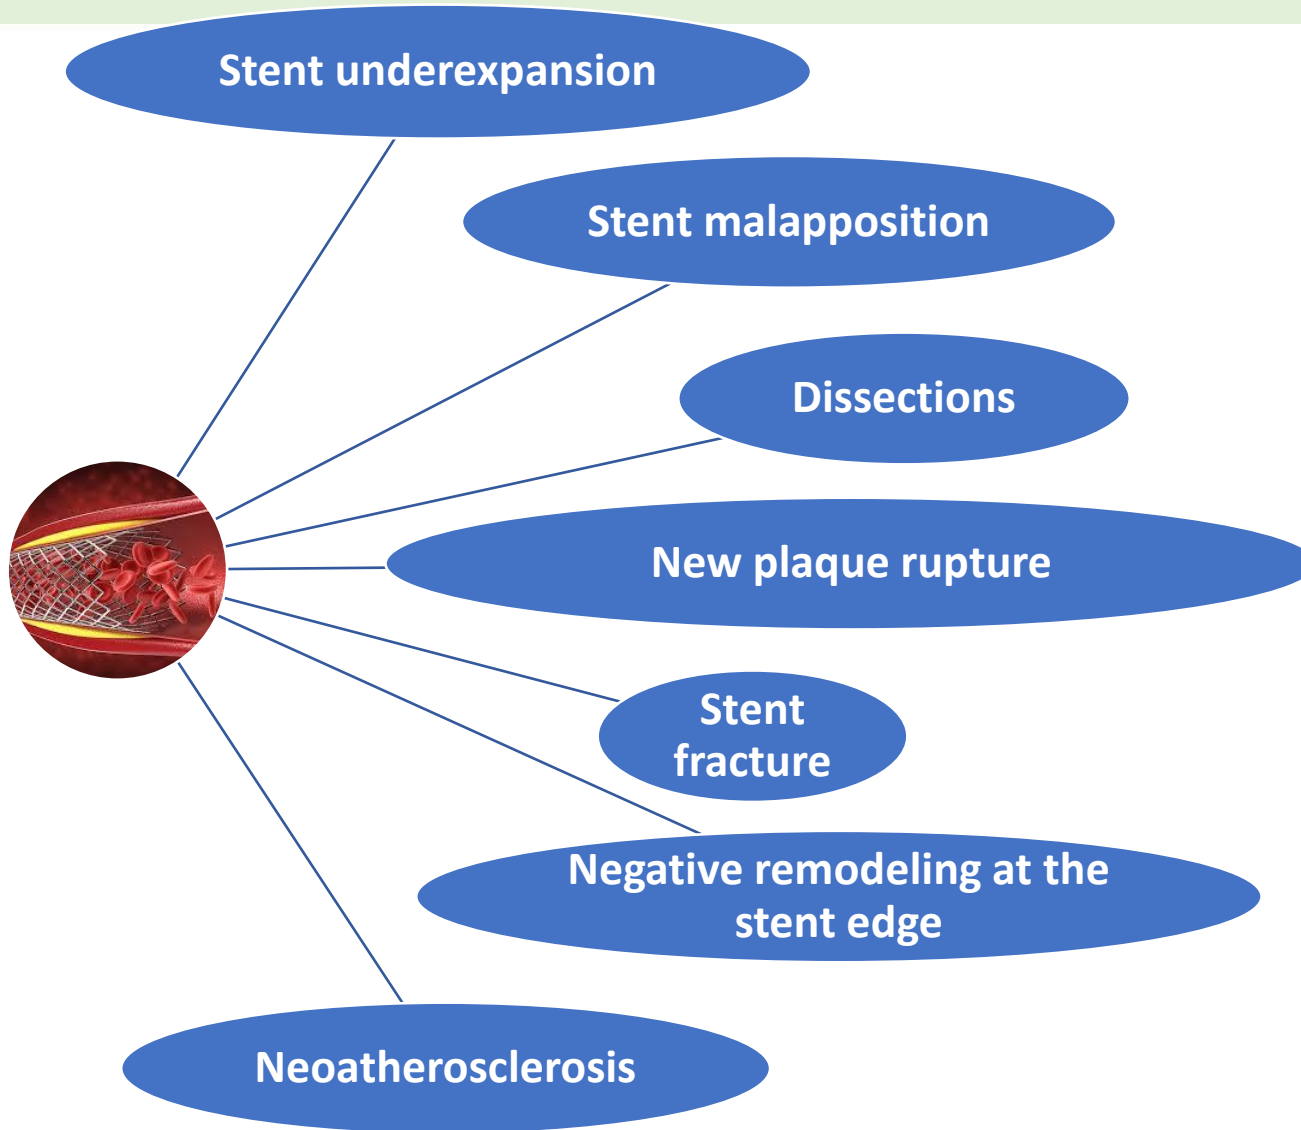 Stent underexpansion
Stent malapposition
Dissections
New plaque rupture
Stent
fracture
Negative remodeling at the
stent edge
Neoatherosclerosis